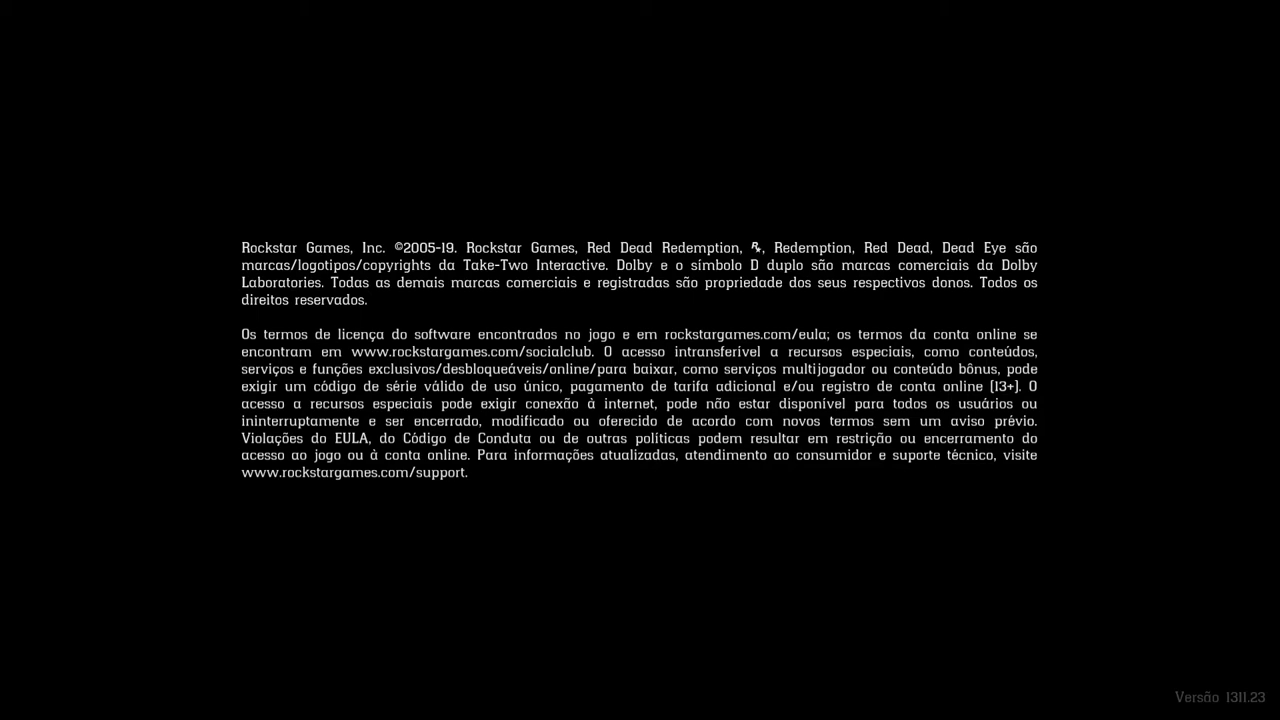 Rockstar Games, Inc. ©2005-19. Rockstar Games, Red Dead Redemption, R*, Redemption, Red Dead, Dead Eye são
marcas/logotipos/copyrights da Take-Two Interactive. Dolby e o símbolo D duplo são marcas comerciais da Dolby
Laboratories. Todas as demais marcas comerciais e registradas são propriedade dos seus respectivos donos. Todos os
direitos reservados.
Os termos de licença do software encontrados no jogo e em rockstargames.com/eula; os termos da conta online se
encontram em www.rockstargames.com/socialclub. O acesso intransferível a recursos especiais, como conteúdos,
serviços e funções exclusivos/desbloqueáveis/online/para baixar, como serviços multijogador ou conteúdo bônus, pode
exigir um código de série válido de uso único, pagamento de tarifa adicional e/ou registro de conta online (13+). O
acesso a recursos especiais pode exigir conexão à internet, pode não estar disponível para todos os usuários ou
ininterruptamente e ser encerrado, modificado ou oferecido de acordo com novos termos sem um aviso prévio.
Violações do EULA, do Código de Conduta ou de outras políticas podem resultar em restrição ou encerramento do
acesso ao jogo ou à conta online. Para informações atualizadas, atendimento ao consumidor e suporte técnico, visite
www.rockstargames.com/support.
Versão 1311.23